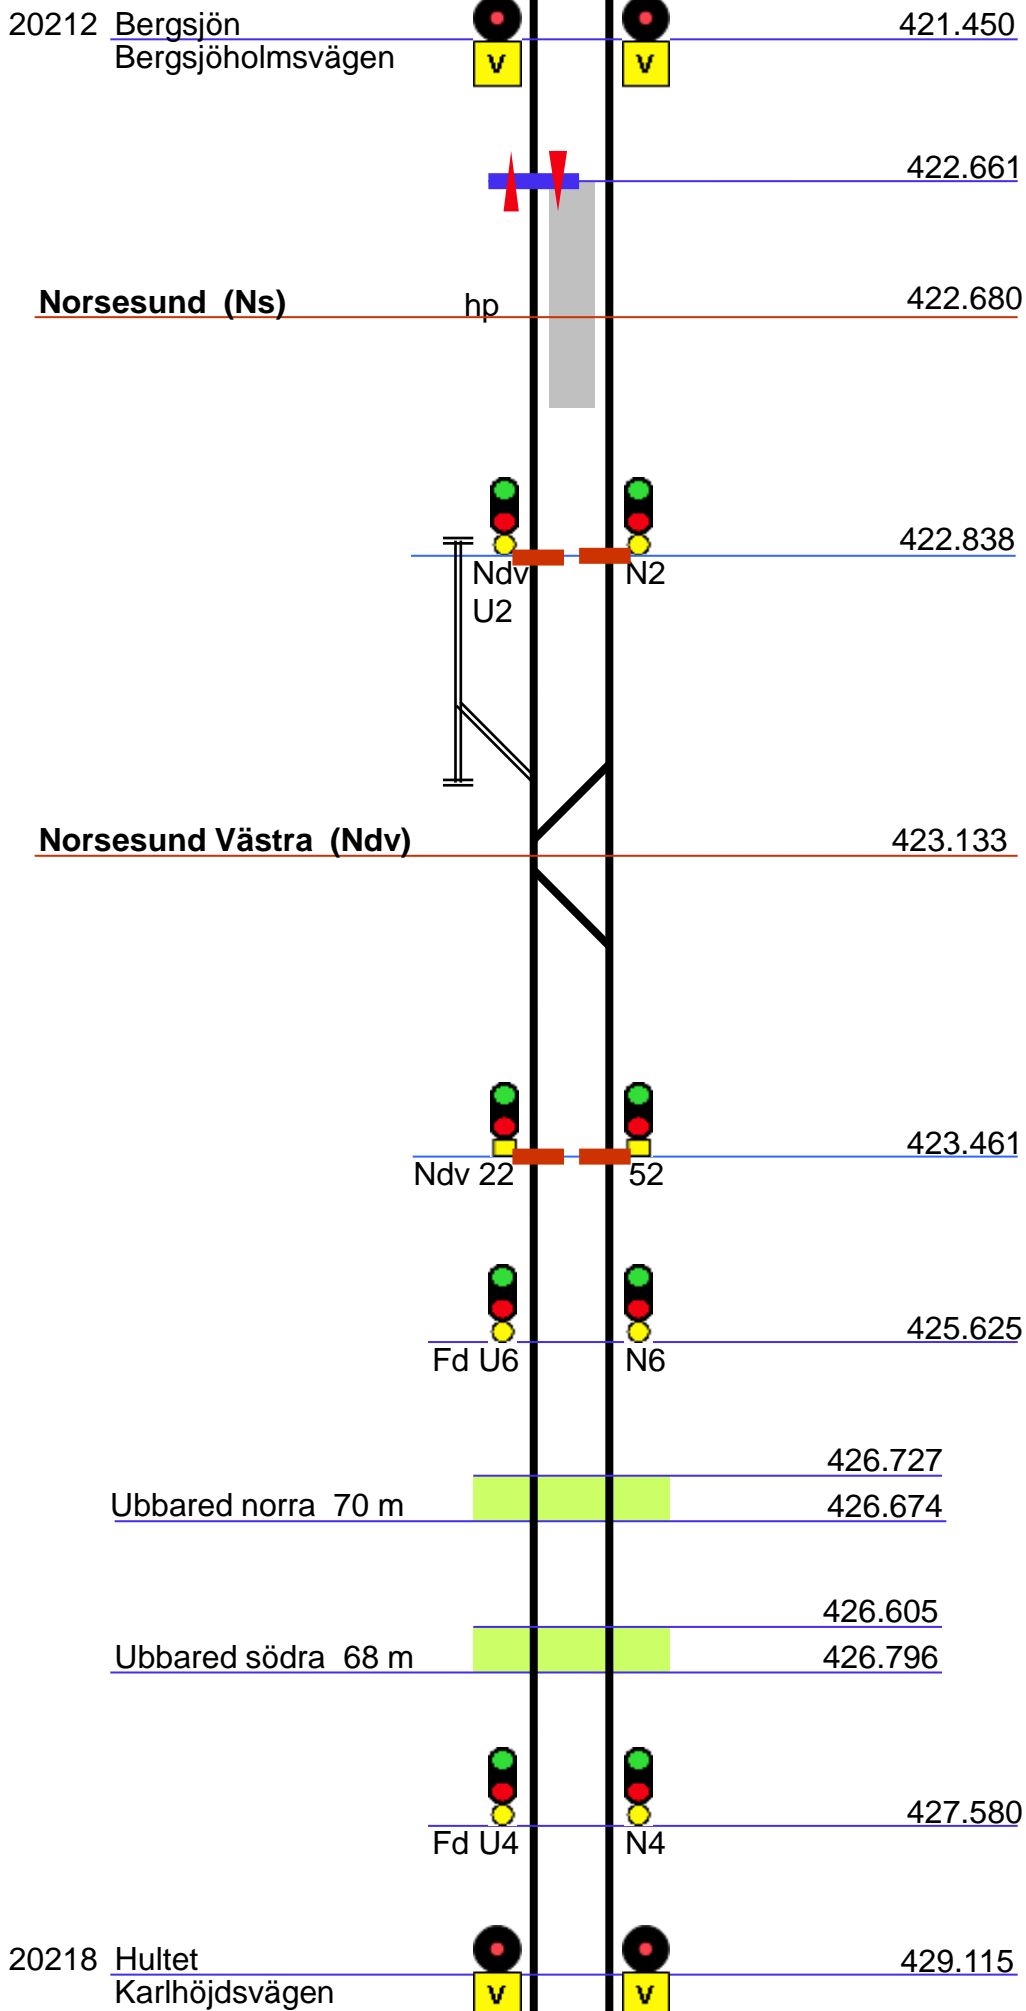 20212 Bergsjön 421.450
Bergsjöholmsvägen
V V
422.661
Norsesund (Ns) hp 422.680
422.838
Ndv N2
U2
Norsesund Västra (Ndv) 423.133
423.461
Ndv 22 52
425.625
Fd U6 N6
426.727
Ubbared norra 70 m 426.674
426.605
Ubbared södra 68 m 426.796
427.580
Fd U4 N4
20218 Hultet 429.115
Karlhöjdsvägen
V V